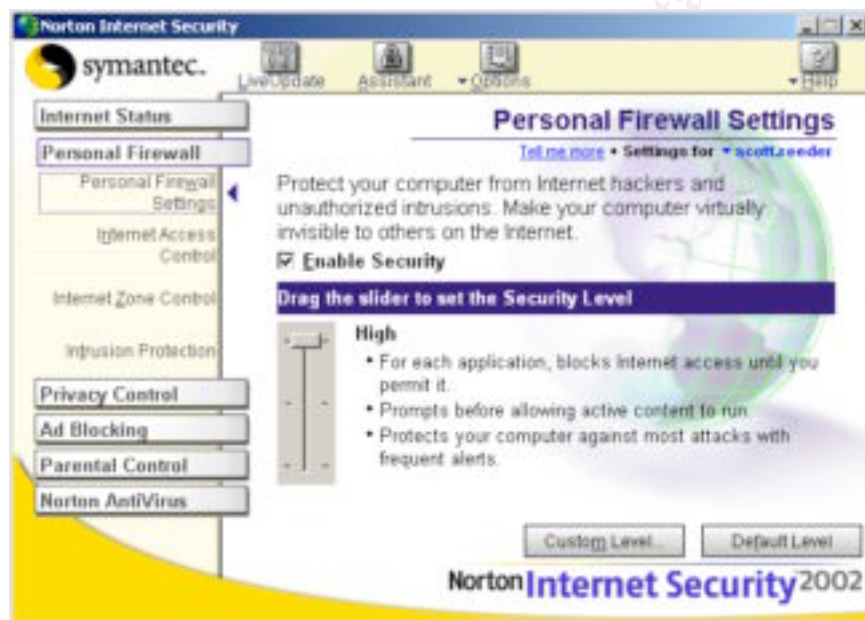 Norton Internet Security
symantec.
LiveUpdate
Assistant
Options
Help
Internet Status
Personal Firewall
Personal Firewall
Settings
Internet Access
Control
Internet Zone Control
Intrusion Protection
Privacy Control
Ad Blocking
Parental Control
Norton AntiVirus
Personal Firewall Settings
Tell me more • Settings for scott.reeder
Protect your computer from Internet hackers and
unauthorized intrusions. Make your computer virtually
invisible to others on the Internet.
Enable Security
Drag the slider to set the Security Level
High
• For each application, blocks Internet access until you
permit it.
• Prompts before allowing active content to run
• Protects your computer against most attacks with
frequent alerts.
Custom Level...
Default Level
Norton Internet Security 2002